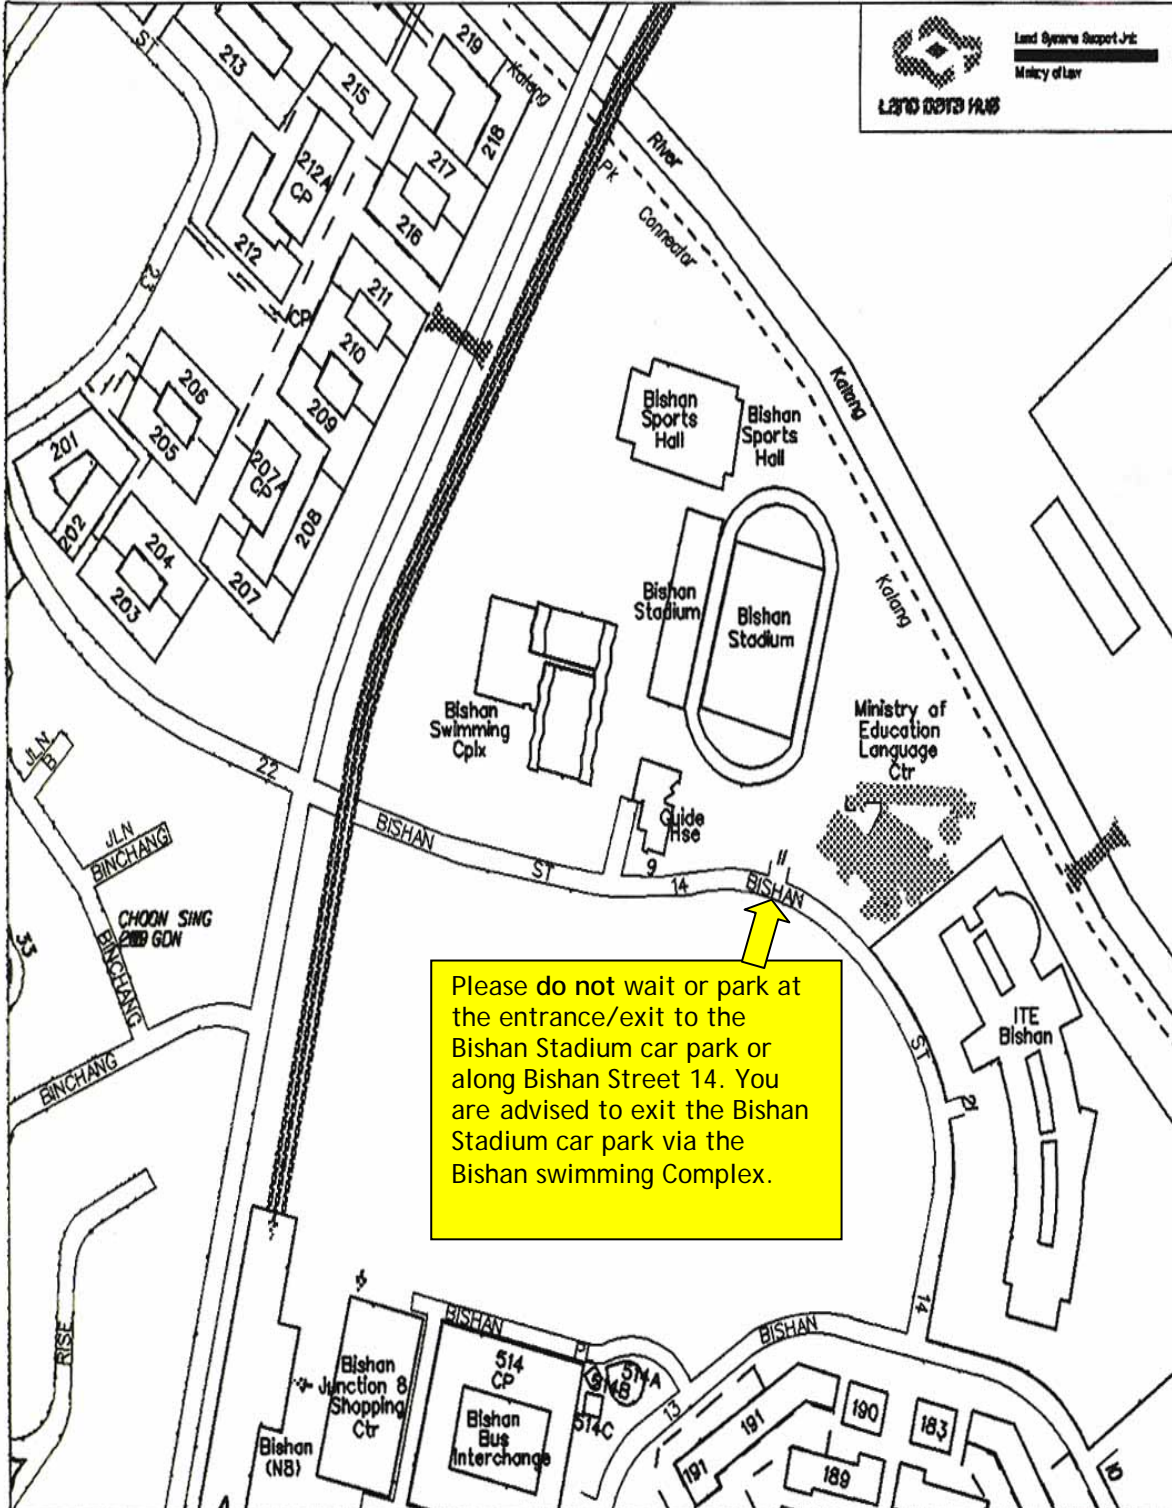 Land Systems Support Unit
Ministry of Law
LAND DATA HUB
ST
213
215
219
Kalang
218
212A
CP
217
216
212
River
Pk
Connector
23
CP
211
210
209
206
205
207A
CP
208
207
201
202
204
203
Bishan
Sports
Hall
Bishan
Sports
Hall
Kalang
Kalang
Bishan
Stadium
Bishan
Stadium
Bishan
Swimming
Cplx
Ministry of
Education
Language
Ctr
Guide
Hse
22
BISHAN
ST
9
14
11
BISHAN
JLN
B
JLN
BINCHANG
CHOON SING
GDN
33
BINCHANG
BINCHANG
Please do not wait or park at
the entrance/exit to the
Bishan Stadium car park or
along Bishan Street 14. You
are advised to exit the Bishan
Stadium car park via the
Bishan swimming Complex.
ITE
Bishan
ST
21
14
RISE
BISHAN
PL
BISHAN
Bishan
Junction 8
Shopping
Ctr
514
CP
514A
514B
514C
Bishan
Bus
Interchange
Bishan
(N8)
13
191
191
190
183
189
10